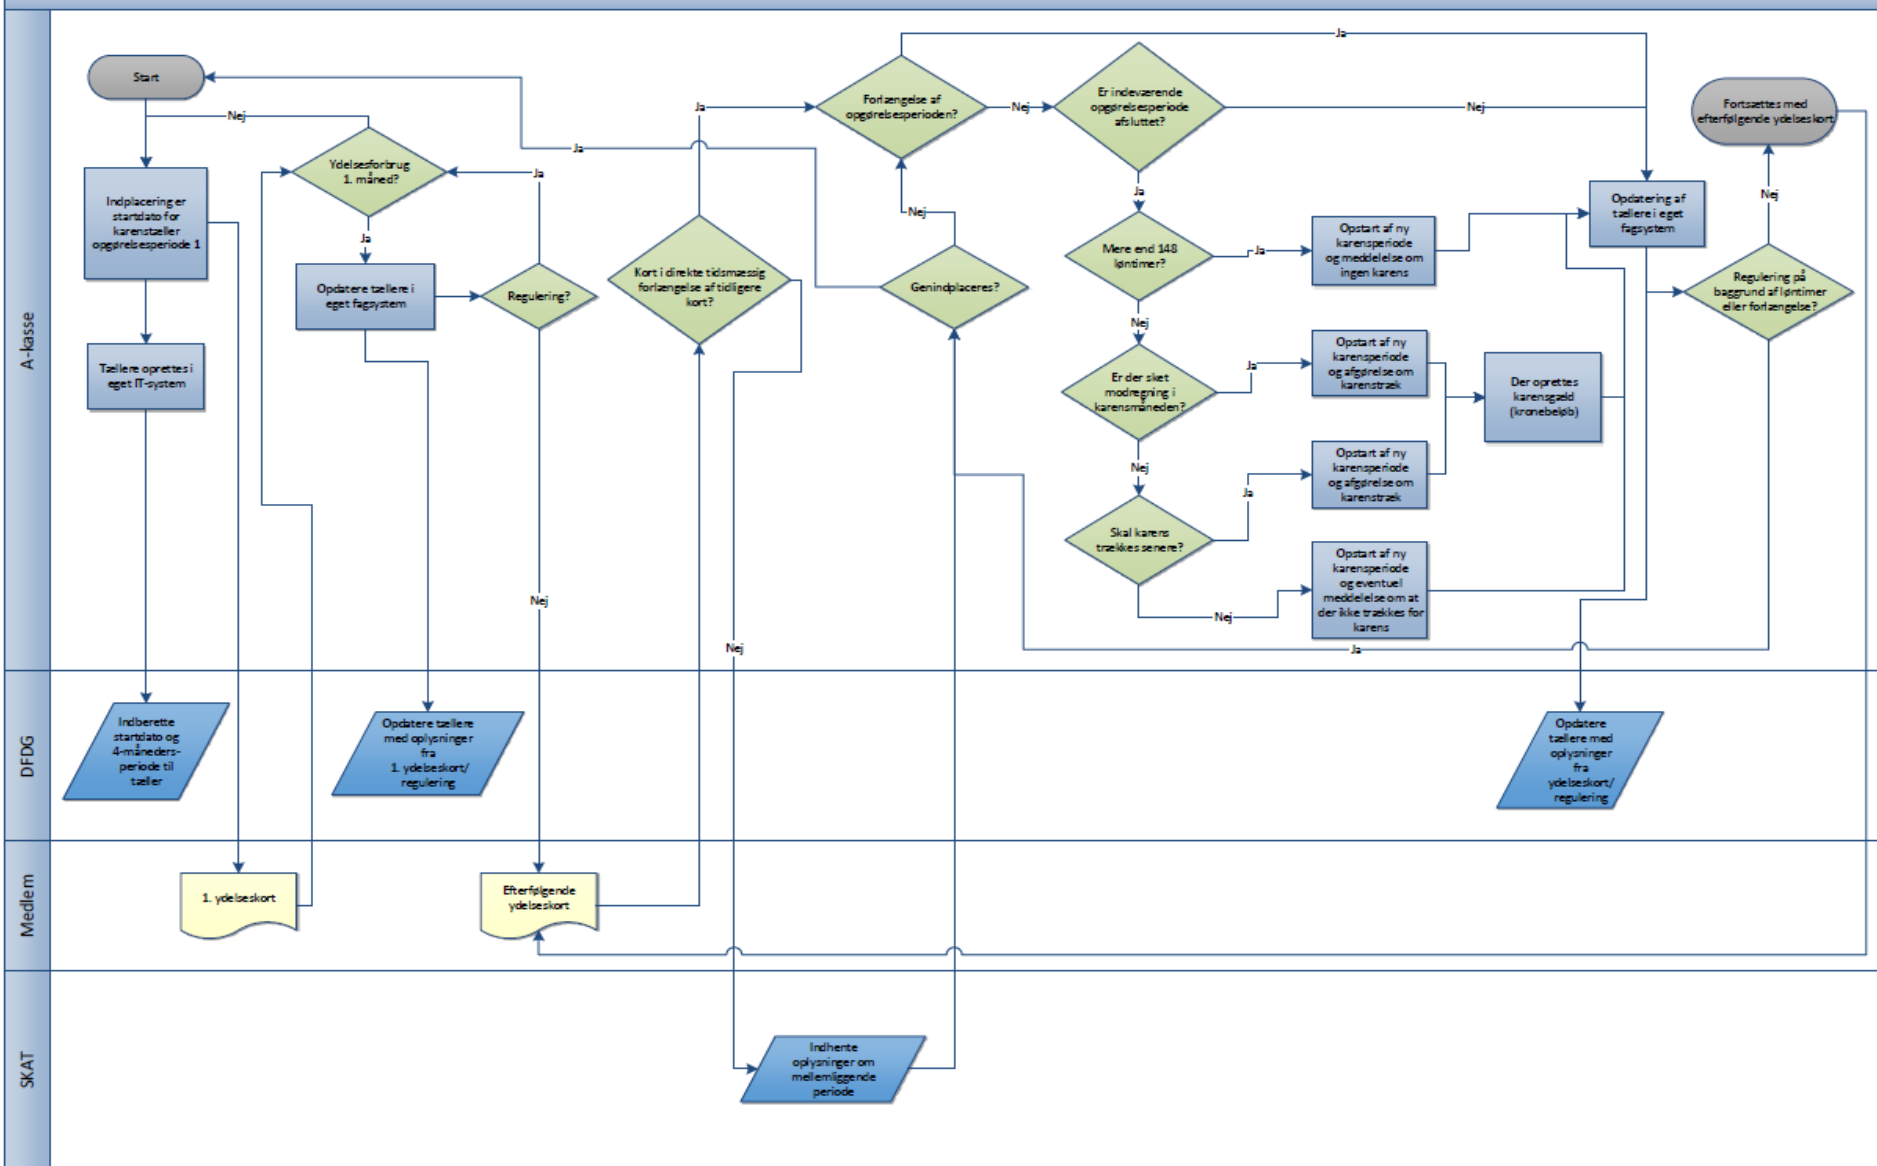 A-kasse
Start
Nej
Indplacering er
startdato for
karenstæller
opgørelsesperiode 1
Tællere oprettes i
eget IT-system
Ydelsesforbrug
1. måned?
Ja
Opdatere tællere i
eget fagsystem
Regulering?
Ja
Nej
Kort i direkte tidsmæssig
forlængelse af tidligere
kort?
Ja
Nej
Genindplaceres?
Ja
Nej
Forlængelse af
opgørelsesperioden?
Ja
Nej
Er indeværende
opgørelsesperiode
afsluttet?
Nej
Ja
Mere end 148
løntimer?
Ja
Nej
Opstart af ny
karensperiode
og meddelelse om
ingen karens
Er der sket
modregning i
karensmåneden?
Ja
Nej
Opstart af ny
karensperiode
og afgørelse om
karenstræk
Skal karens
trækkes senere?
Ja
Nej
Opstart af ny
karensperiode
og afgørelse om
karenstræk
Opstart af ny
karensperiode
og eventuel
meddelelse om at
der ikke trækkes for
karens
Der oprettes
karensgæld
(kronebeløb)
Opdatering af
tællere i eget
fagsystem
Regulering på
baggrund af løntimer
eller forlængelse?
Nej
Ja
Fortsættes med
efterfølgende ydelseskort
DFDG
Indberette
startdato og
4-måneders-
periode til
tæller
Opdatere tællere
med oplysninger
fra
1. ydelseskort/
regulering
Opdatere
tællere med
oplysninger
fra
ydelseskort/
regulering
Medlem
1. ydelseskort
Efterfølgende
ydelseskort
SKAT
Indhente
oplysninger om
mellemliggende
periode